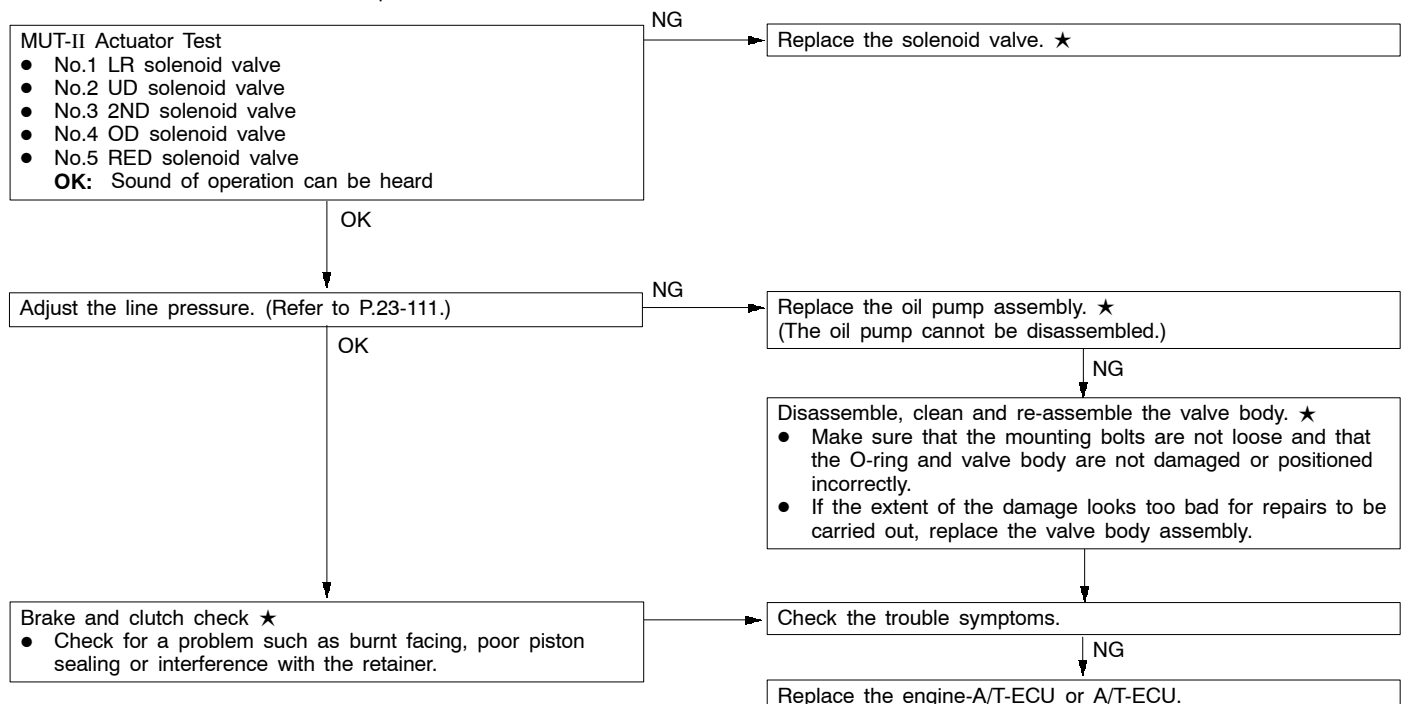 NG
MUT-II Actuator Test
● No.1 LR solenoid valve
● No.2 UD solenoid valve
● No.3 2ND solenoid valve
● No.4 OD solenoid valve
● No.5 RED solenoid valve
OK: Sound of operation can be heard
Replace the solenoid valve. ★
OK
Adjust the line pressure. (Refer to P.23-111.)
NG
Replace the oil pump assembly. ★
(The oil pump cannot be disassembled.)
OK
NG
Disassemble, clean and re-assemble the valve body. ★
● Make sure that the mounting bolts are not loose and that
the O-ring and valve body are not damaged or positioned
incorrectly.
● If the extent of the damage looks too bad for repairs to be
carried out, replace the valve body assembly.
Brake and clutch check ★
● Check for a problem such as burnt facing, poor piston
sealing or interference with the retainer.
Check the trouble symptoms.
NG
Replace the engine-A/T-ECU or A/T-ECU.